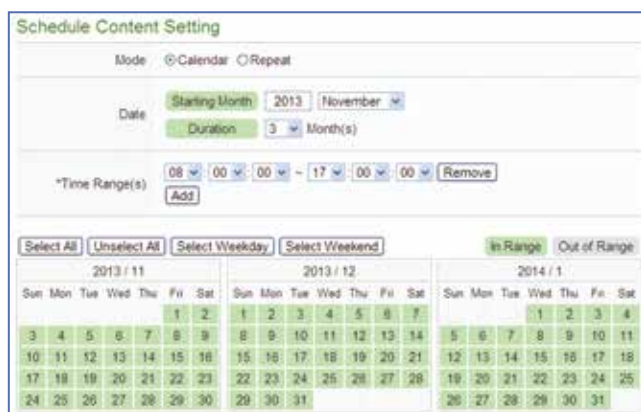 Schedule Content Setting
Mode Calendar Repeat
Date Starting Month 2013 November
Duration 3 Month(s)
*Time Range(s) 08 : 00 : 00 ~ 17 : 00 : 00 Remove
Add
Select All Unselect All Select Weekday Select Weekend In Range Out of Range
2013 / 11 2013 / 12 2014 / 1
Sun Mon Tue Wed Thu Fri Sat Sun Mon Tue Wed Thu Fri Sat Sun Mon Tue Wed Thu Fri Sat
1 2 1 2 3 4 5 6 7 1 2 3 4
3 4 5 6 7 8 9 8 9 10 11 12 13 14 5 6 7 8 9 10 11
10 11 12 13 14 15 16 15 16 17 18 19 20 21 12 13 14 15 16 17 18
17 18 19 20 21 22 23 22 23 24 25 26 27 28 19 20 21 22 23 24 25
24 25 26 27 28 29 30 29 30 31 26 27 28 29 30 31